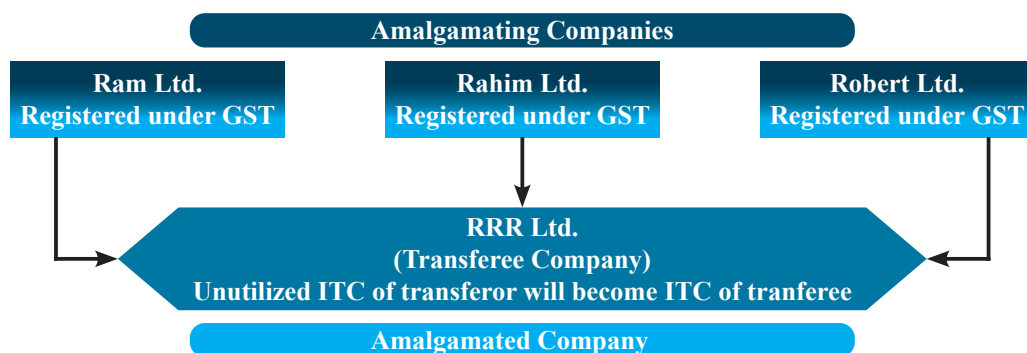 Amalgamating Companies
Ram Ltd.
Registered under GST
Rahim Ltd.
Registered under GST
Robert Ltd.
Registered under GST
RRR Ltd.
(Transferee Company)
Unutilized ITC of transferor will become ITC of tranferee
Amalgamated Company